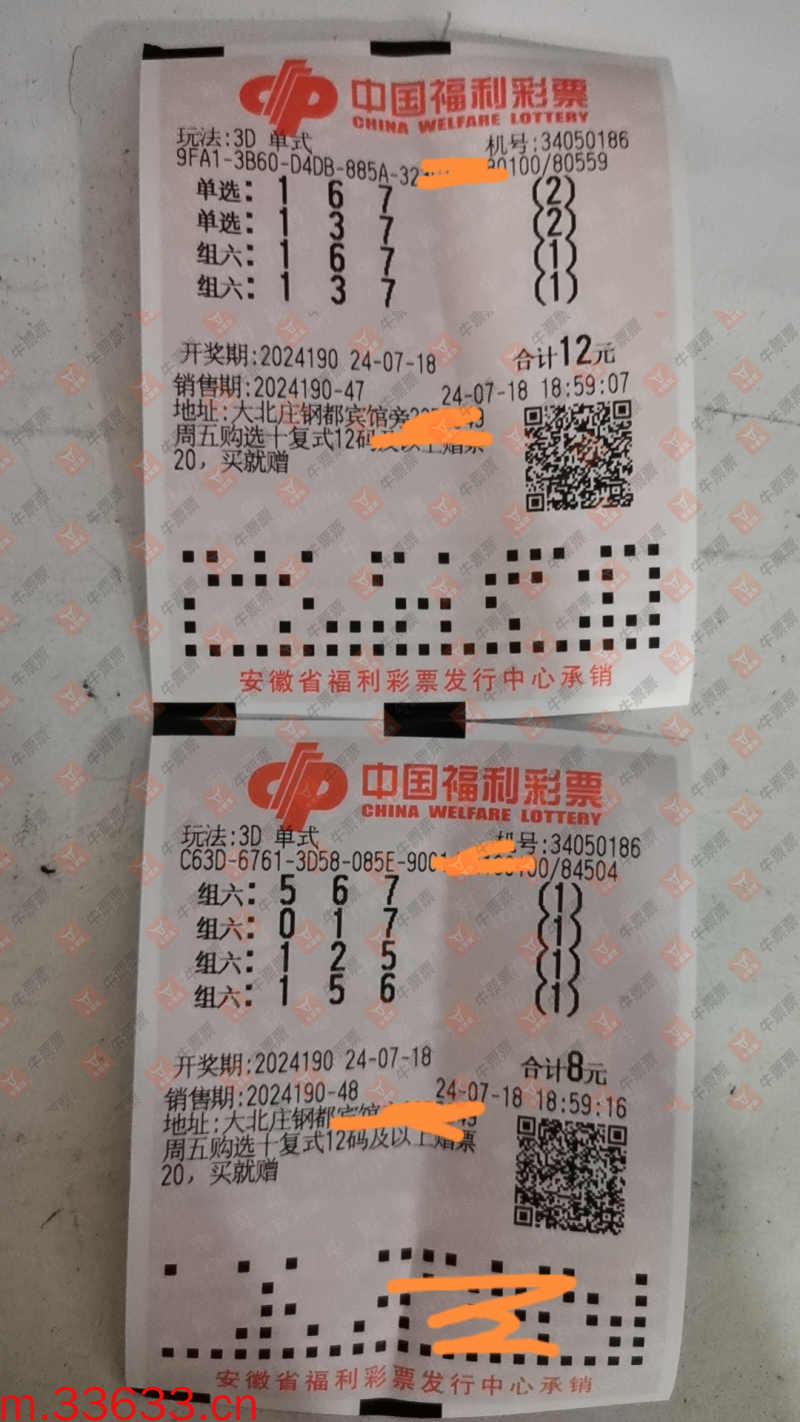 中国福利彩票
CHINA WELFARE LOTTERY
玩法:3D 单式 机号:34050186
9FA1-3B60-D4DB-885A-32 0100/80559
单选: 1 6 7 (2)
单选: 1 3 7 (2)
组六: 1 6 7 (1)
组六: 1 3 7 (1)
开奖期:2024190 24-07-18 合计12元
销售期:2024190-47 24-07-18 18:59:07
地址:大北庄钢都宾馆旁
周五购选十复式12码及以上赠票
20,买就赠
安徽省福利彩票发行中心承销
中国福利彩票
CHINA WELFARE LOTTERY
玩法:3D 单式 机号:34050186
C63D-6761-3D58-085E-90 00/84504
组六: 5 6 7 (1)
组六: 0 1 7 (1)
组六: 1 2 5 (1)
组六: 1 5 6 (1)
开奖期:2024190 24-07-18 合计8元
销售期:2024190-48 24-07-18 18:59:16
地址:大北庄钢都宾馆
周五购选十复式12码及以上赠票
20,买就赠
安徽省福利彩票发行中心承销
m.33633.cn
牛票票